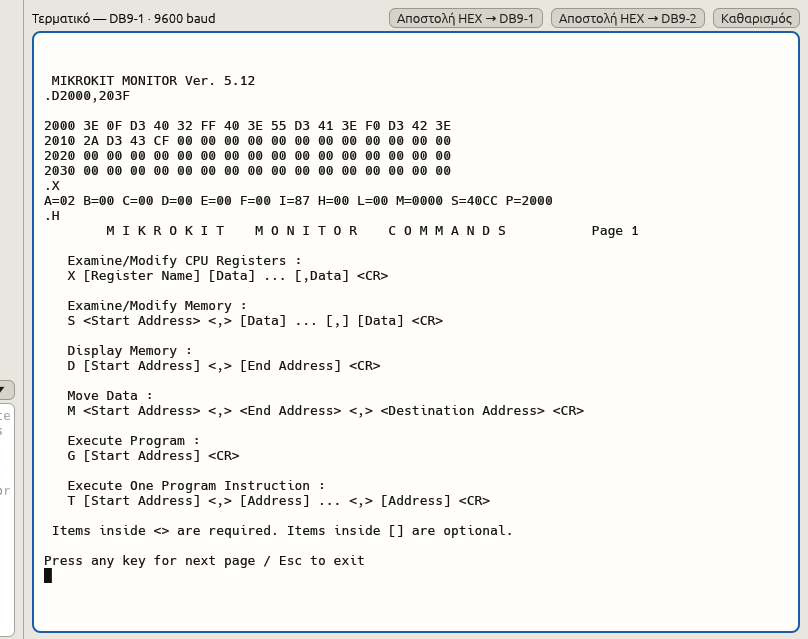 Τερματικό — DB9-1 · 9600 baud
Αποστολή HEX → DB9-1
Αποστολή HEX → DB9-2
Καθαρισμός
MIKROKIT MONITOR Ver. 5.12
.D2000,203F
2000 3E 0F D3 40 32 FF 40 3E 55 D3 41 3E F0 D3 42 3E
2010 2A D3 43 CF 00 00 00 00 00 00 00 00 00 00 00 00
2020 00 00 00 00 00 00 00 00 00 00 00 00 00 00 00 00
2030 00 00 00 00 00 00 00 00 00 00 00 00 00 00 00 00
.X
A=02 B=00 C=00 D=00 E=00 F=00 I=87 H=00 L=00 M=0000 S=40CC P=2000
.H
M I K R O K I T    M O N I T O R    C O M M A N D S    Page 1
Examine/Modify CPU Registers :
X [Register Name] [Data] ... [,Data] <CR>
Examine/Modify Memory :
S <Start Address> <,> [Data] ... [,] [Data] <CR>
Display Memory :
D [Start Address] <,> [End Address] <CR>
Move Data :
M <Start Address> <,> <End Address> <,> <Destination Address> <CR>
Execute Program :
G [Start Address] <CR>
Execute One Program Instruction :
T [Start Address] <,> [Address] ... <,> [Address] <CR>
Items inside <> are required. Items inside [] are optional.
Press any key for next page / Esc to exit